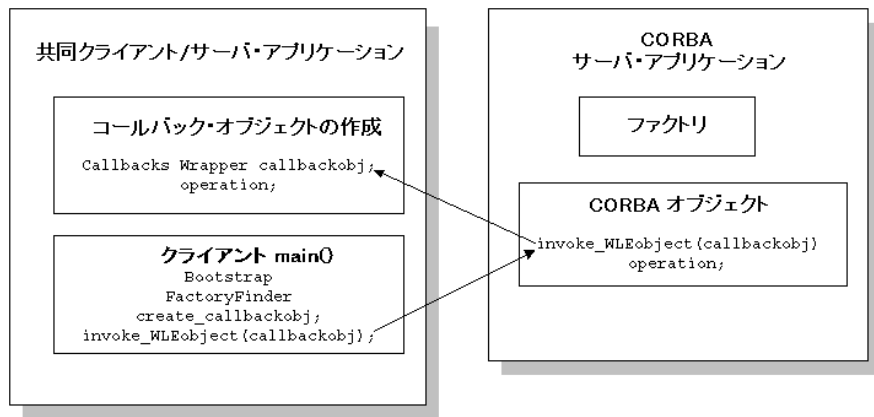 共同クライアント/サーバ・アプリケーション
コールバック・オブジェクトの作成
Callbacks Wrapper callbackobj;
operation;
クライアント main()
Bootstrap
FactoryFinder
create_callbackobj;
invoke_WLEobject(callbackobj);
CORBA
サーバ・アプリケーション
ファクトリ
CORBA オブジェクト
invoke_WLEobject(callbackobj)
operation;